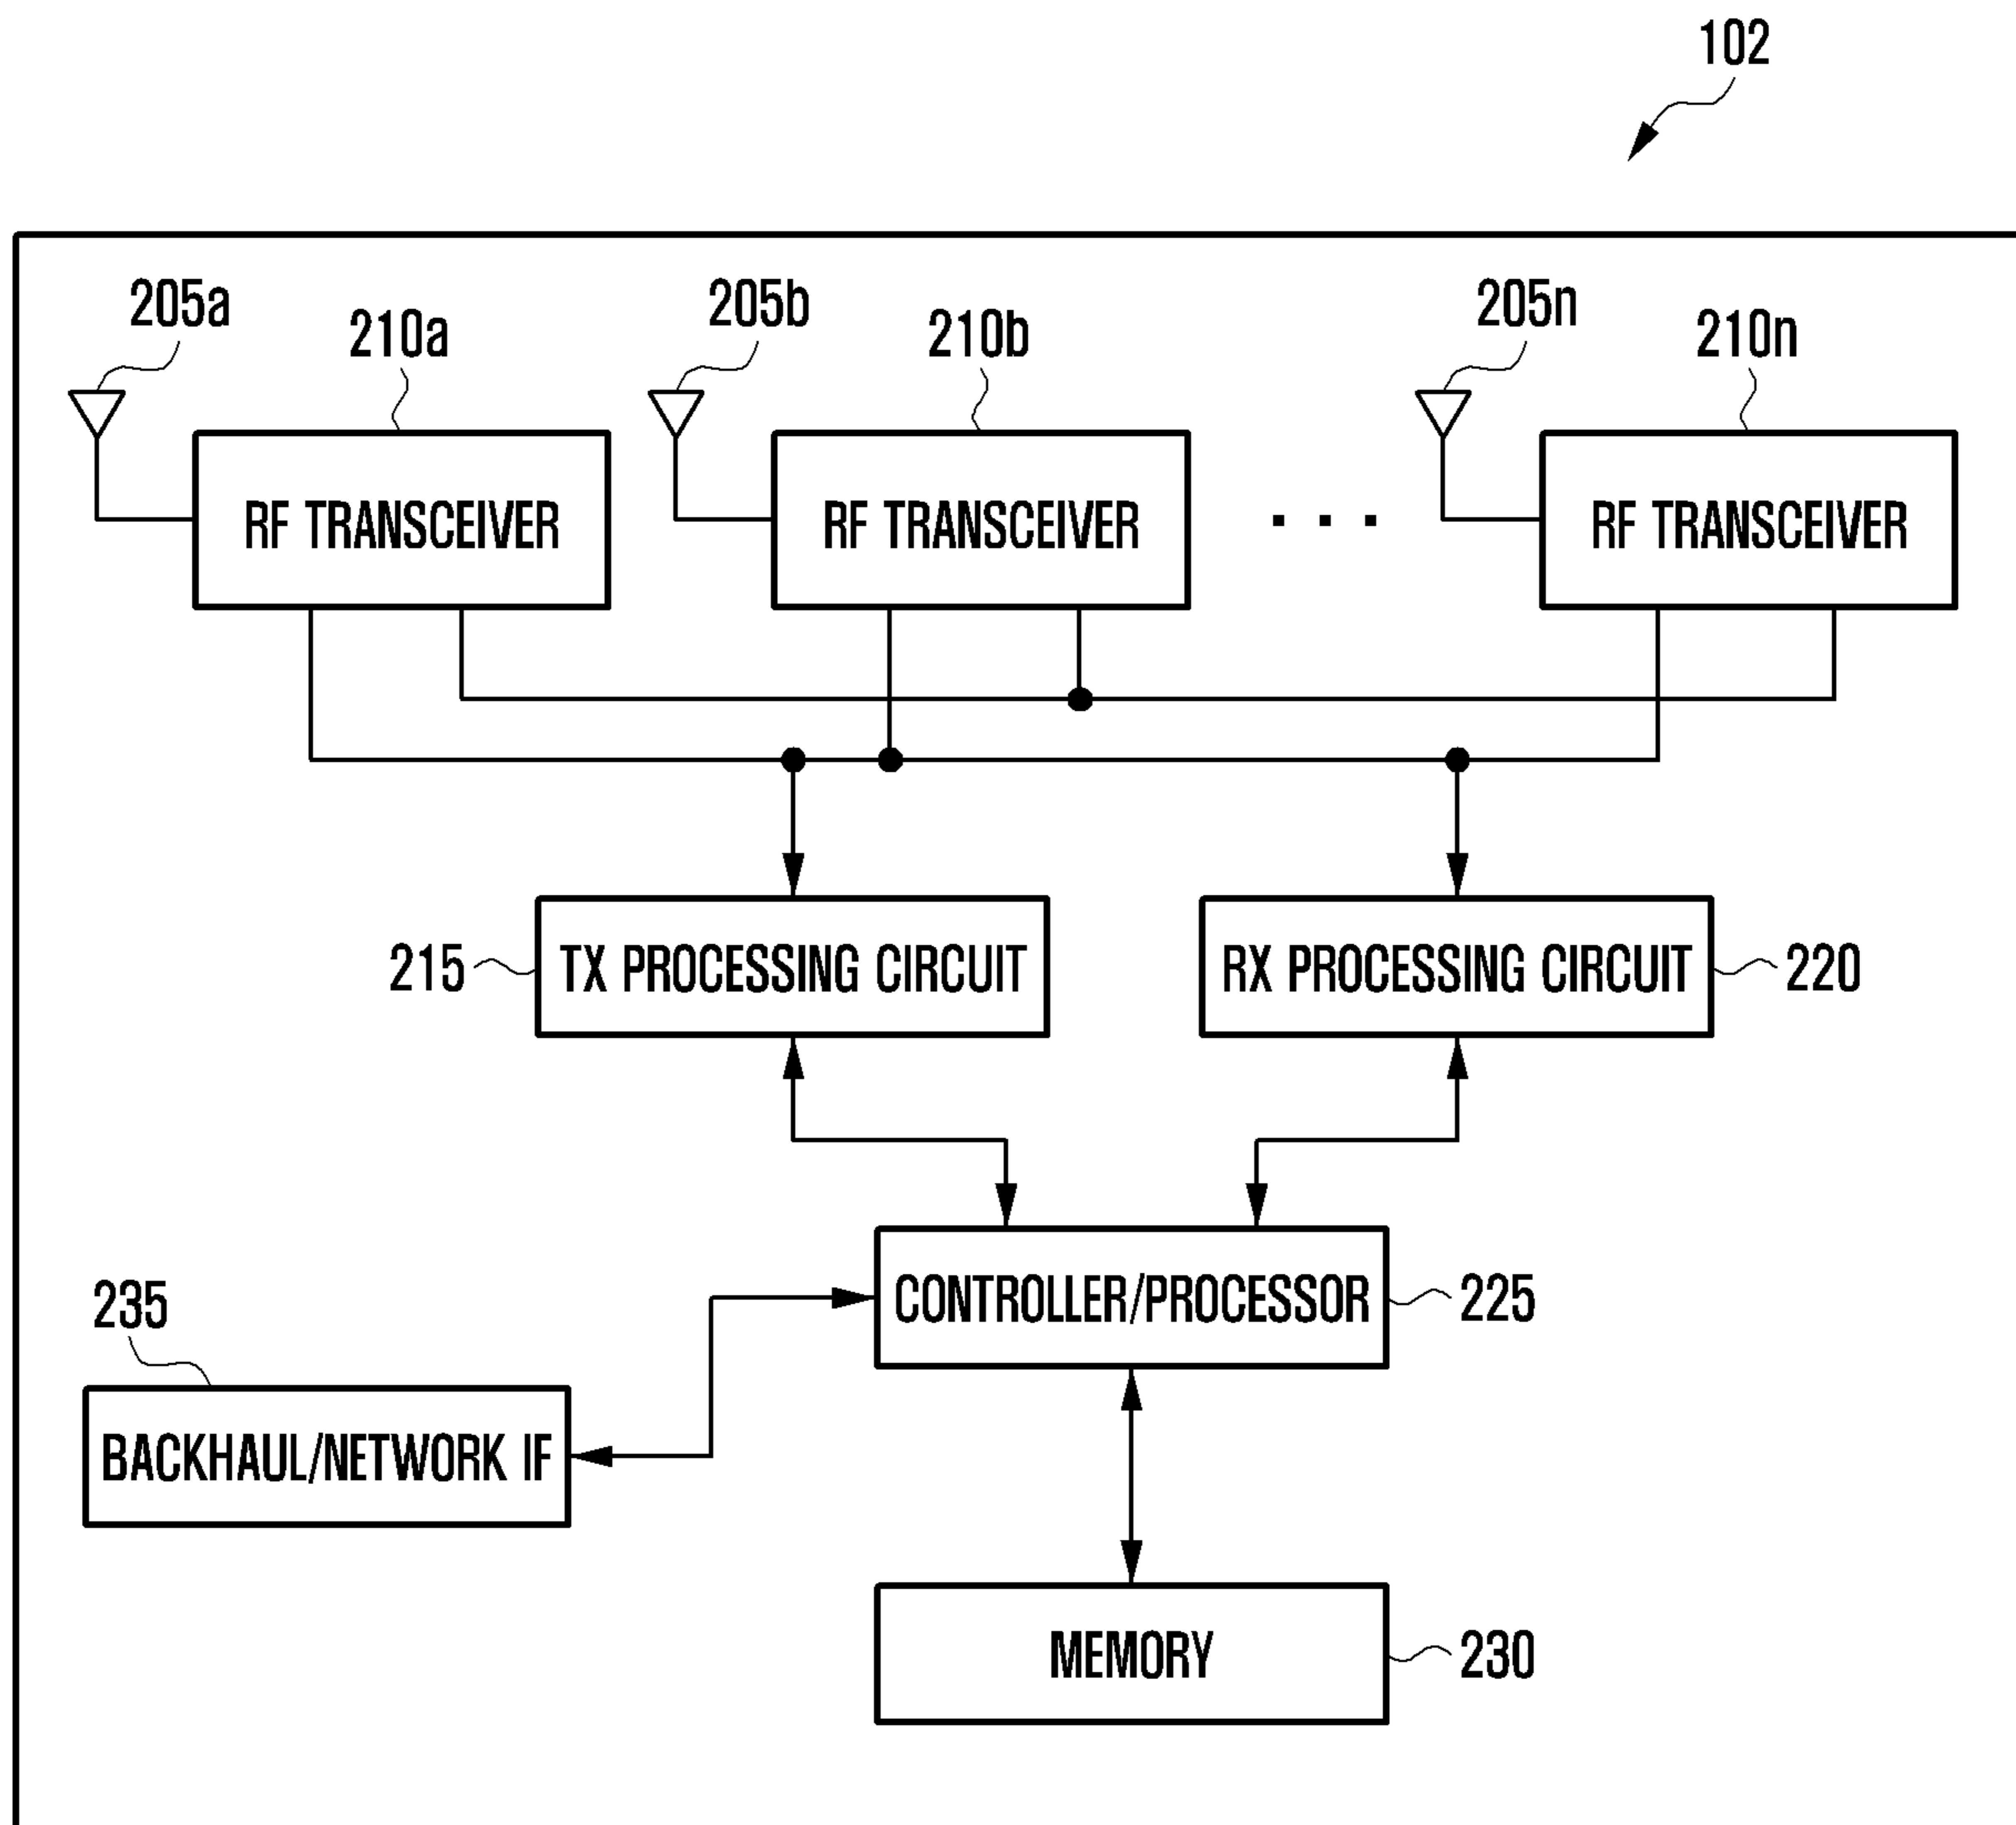 102
205a
210a
205b
210b
205n
210n
RF TRANSCEIVER
RF TRANSCEIVER
. . .
RF TRANSCEIVER
215
TX PROCESSING CIRCUIT
RX PROCESSING CIRCUIT
220
235
CONTROLLER/PROCESSOR
225
BACKHAUL/NETWORK IF
MEMORY
230